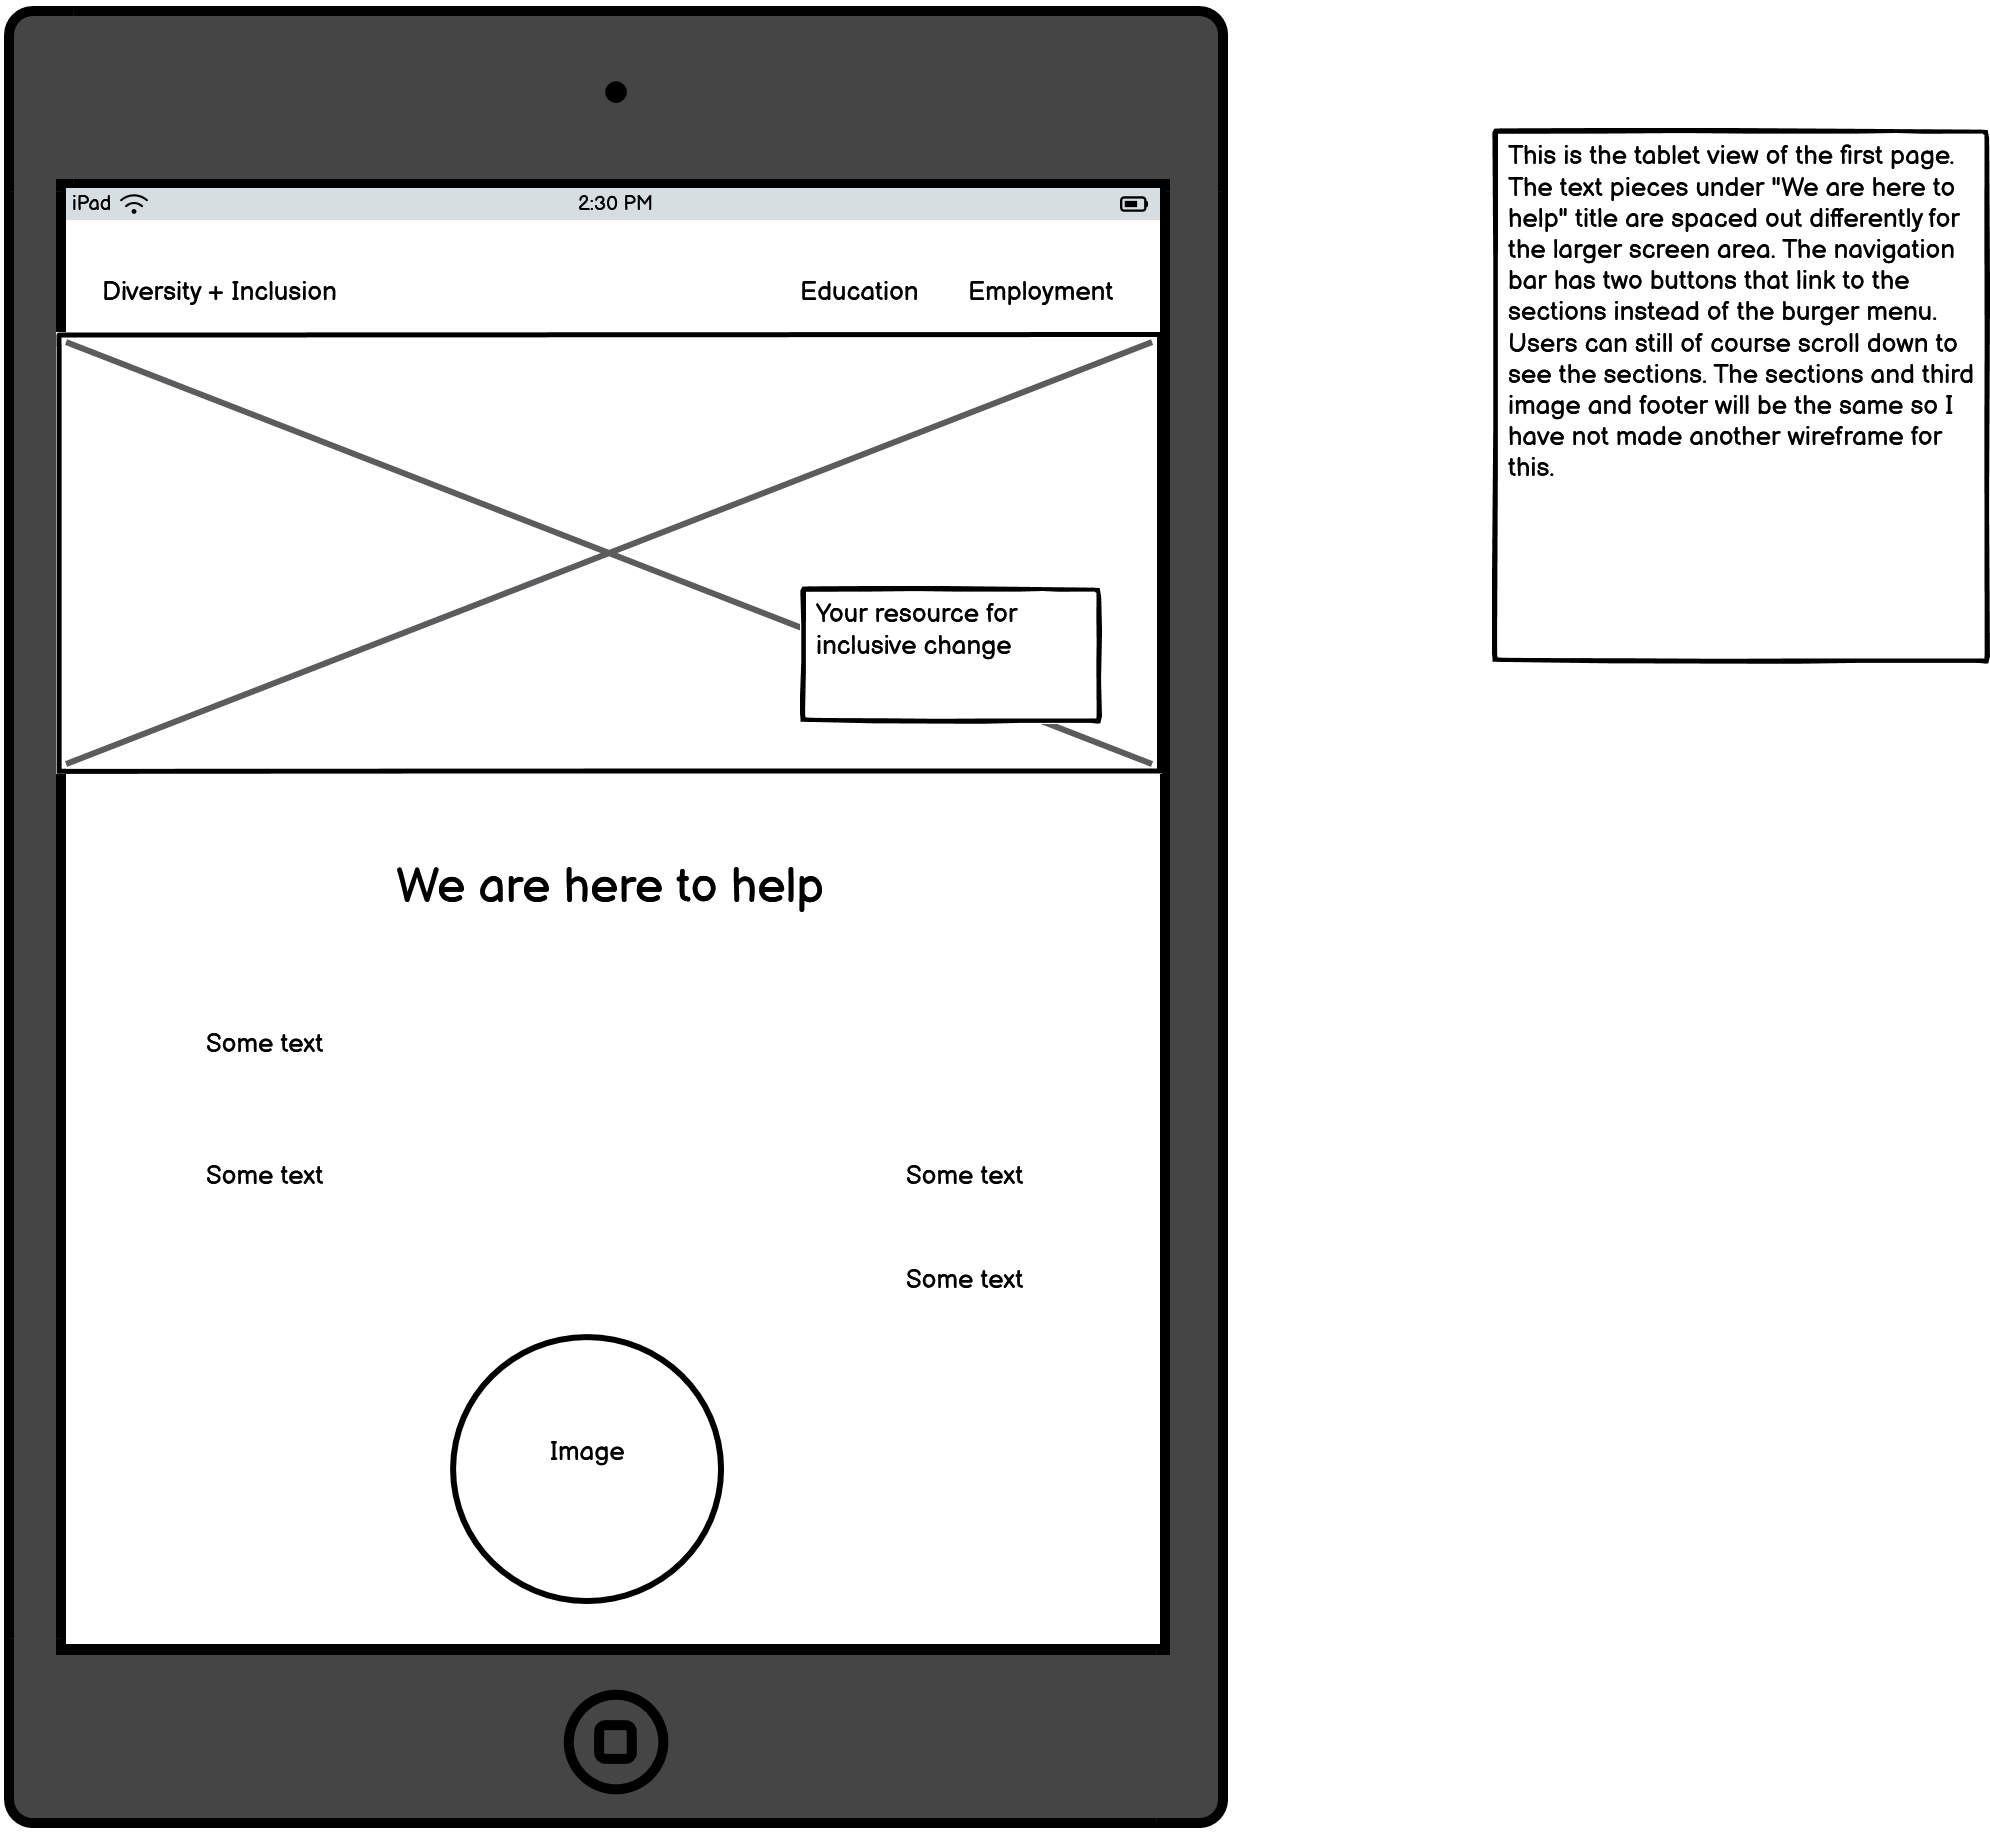 iPad
2:30 PM
Diversity + Inclusion
Education
Employment
Your resource for
inclusive change
We are here to help
Some text
Some text
Some text
Some text
Image
This is the tablet view of the first page.
The text pieces under "We are here to
help" title are spaced out differently for
the larger screen area. The navigation
bar has two buttons that link to the
sections instead of the burger menu.
Users can still of course scroll down to
see the sections. The sections and third
image and footer will be the same so I
have not made another wireframe for
this.